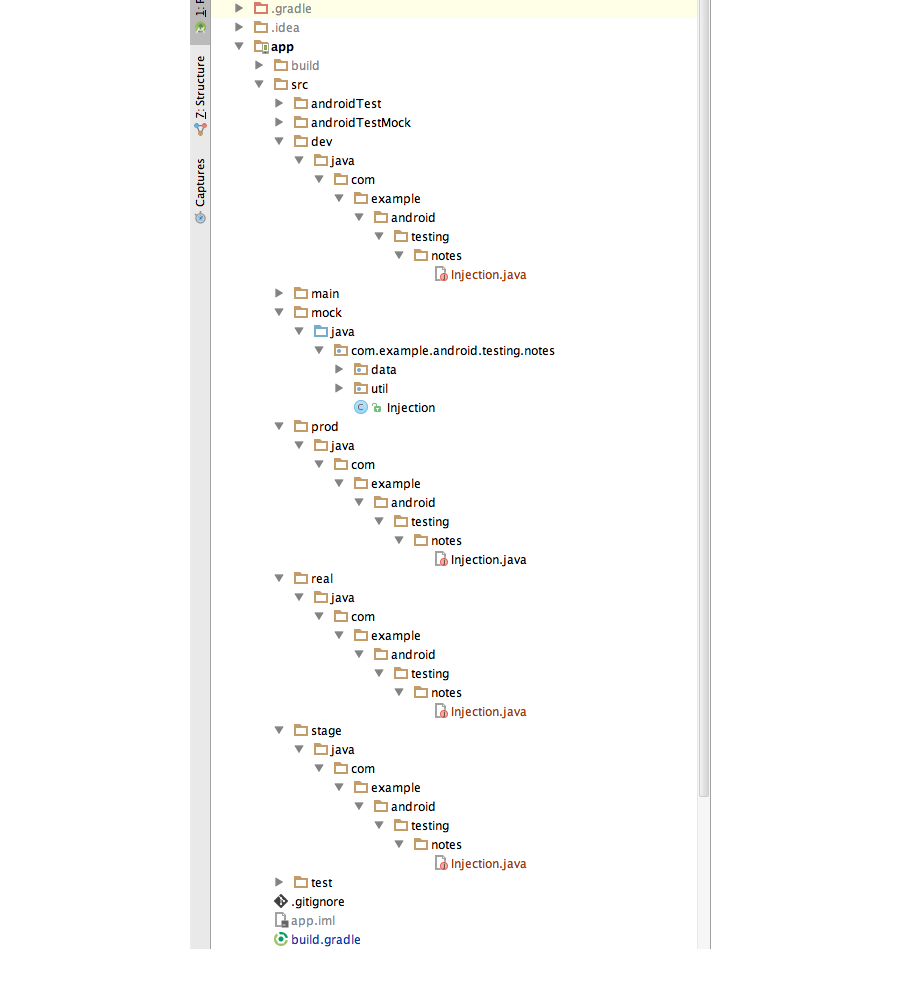 .gradle
.idea
app
build
src
androidTest
androidTestMock
dev
java
com
example
android
testing
notes
Injection.java
main
mock
java
com.example.android.testing.notes
data
util
C Injection
prod
java
com
example
android
testing
notes
Injection.java
real
java
com
example
android
testing
notes
Injection.java
stage
java
com
example
android
testing
notes
Injection.java
test
.gitignore
app.iml
build.gradle
1:
Z: Structure
Captures